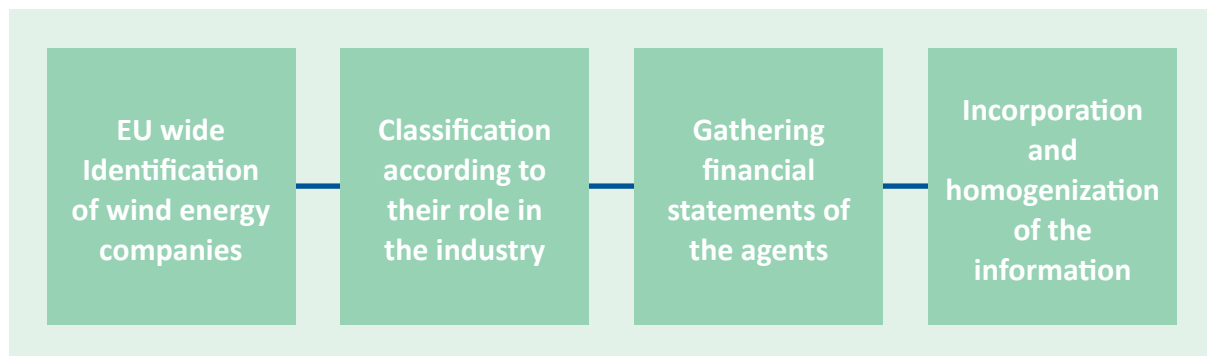 EU wide
Identification
of wind energy
companies
Classification
according to
their role in
the industry
Gathering
financial
statements of
the agents
Incorporation
and
homogenization
of the
information